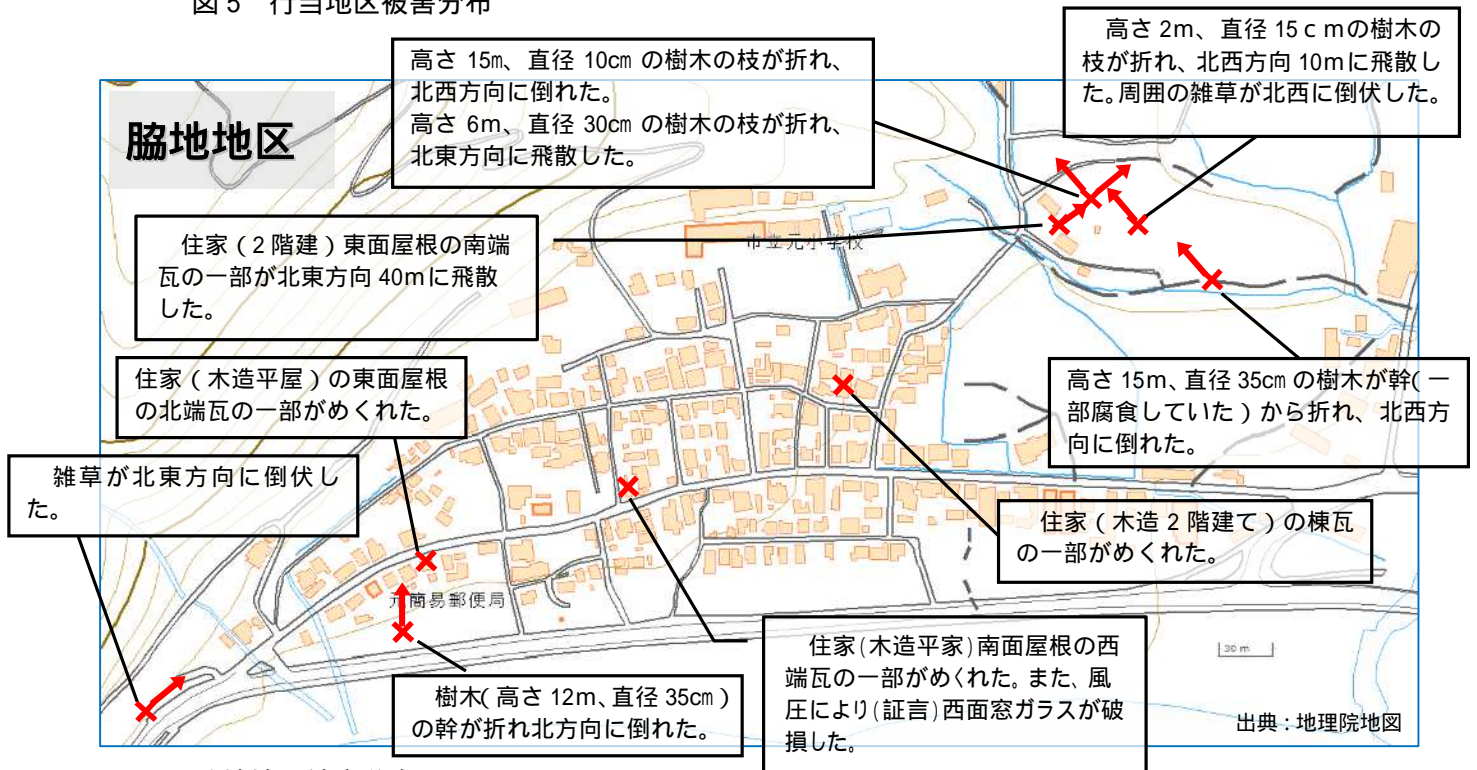 図5 行当地区被害分布
高さ 15m、直径 10cm の樹木の枝が折れ、
北西方向に倒れた。
高さ 6m、直径 30cm の樹木の枝が折れ、
北東方向に飛散した。
高さ 2m、直径 15cmの樹木の
枝が折れ、北西方向 10mに飛散し
た。周囲の雑草が北西に倒伏した。
脇地地区
住家(2階建)東面屋根の南端
瓦の一部が北東方向 40mに飛散
した。
市立元小学校
住家(木造平屋)の東面屋根
の北端瓦の一部がめくれた。
高さ 15m、直径 35cm の樹木が幹(一
部腐食していた)から折れ、北西方
向に倒れた。
雑草が北東方向に倒伏し
た。
住家(木造2階建て)の棟瓦
の一部がめくれた。
元簡易郵便局
住家(木造平家)南面屋根の西
端瓦の一部がめくれた。また、風
圧により(証言)西面窓ガラスが破
損した。
30 m
樹木(高さ 12m、直径 35cm)
の幹が折れ北方向に倒れた。
出典:地理院地図